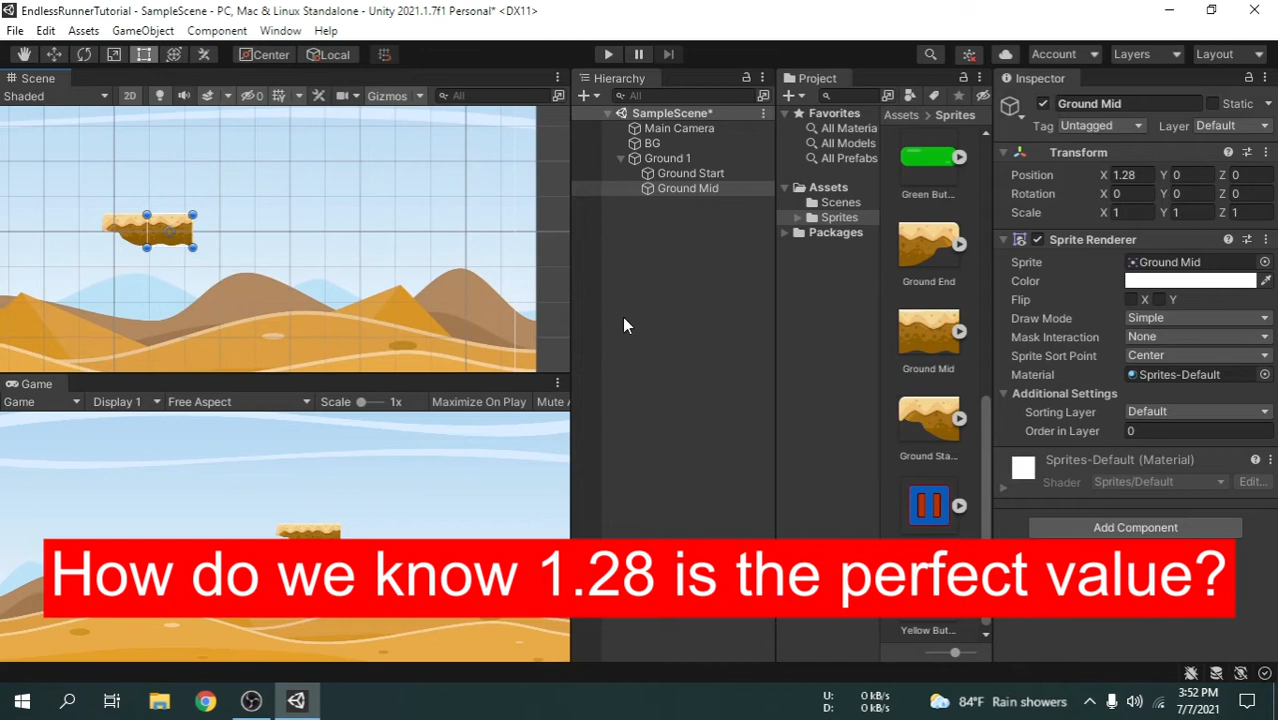 EndlessRunnerTutorial - SampleScene - PC, Mac & Linux Standalone - Unity 2021.1.7f1 Personal* <DX11>
File Edit Assets GameObject Component Window Help
Center Local Account Layers Layout
Scene
Shaded 2D 0 Gizmos All
Hierarchy
All
SampleScene*
Main Camera
BG
Ground 1
Ground Start
Ground Mid
Project
Favorites
All Materia
All Models
All Prefabs
Assets
Scenes
Sprites
Packages
Assets Sprites
Green But...
Ground End
Ground Mid
Ground Sta...
Yellow But...
Inspector
Ground Mid Static
Tag Untagged Layer Default
Transform
Position X 1.28 Y 0 Z 0
Rotation X 0 Y 0 Z 0
Scale X 1 Y 1 Z 1
Sprite Renderer
Sprite Ground Mid
Color
Flip X Y
Draw Mode Simple
Mask Interaction None
Sprite Sort Point Center
Material Sprites-Default
Additional Settings
Sorting Layer Default
Order in Layer 0
Sprites-Default (Material)
Shader Sprites/Default Edit...
Add Component
Game
Game Display 1 Free Aspect Scale 1x Maximize On Play Mute A
How do we know 1.28 is the perfect value?
U: 0 kB/s
D: 0 kB/s
84°F Rain showers
3:52 PM
7/7/2021